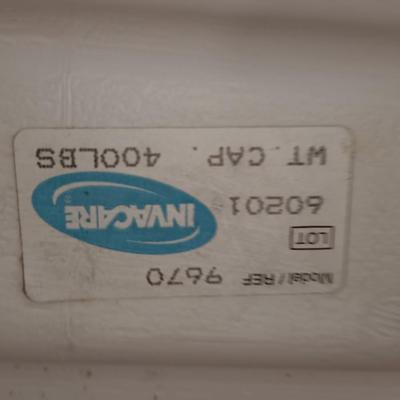 Model / REF 9670
LOT 60201
INVACARE
WT. CAP. 400LBS